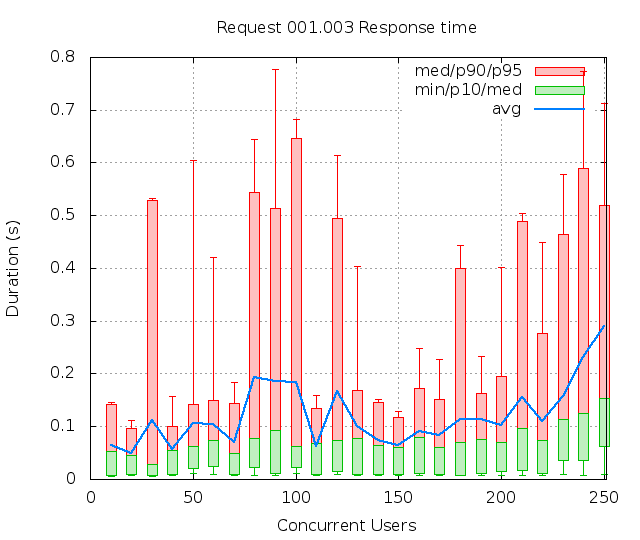 Request 001.003 Response time
med/p90/p95
min/p10/med
avg
0.8
0.7
0.6
0.5
0.4
0.3
0.2
0.1
0
Duration (s)
0 50 100 150 200 250
Concurrent Users